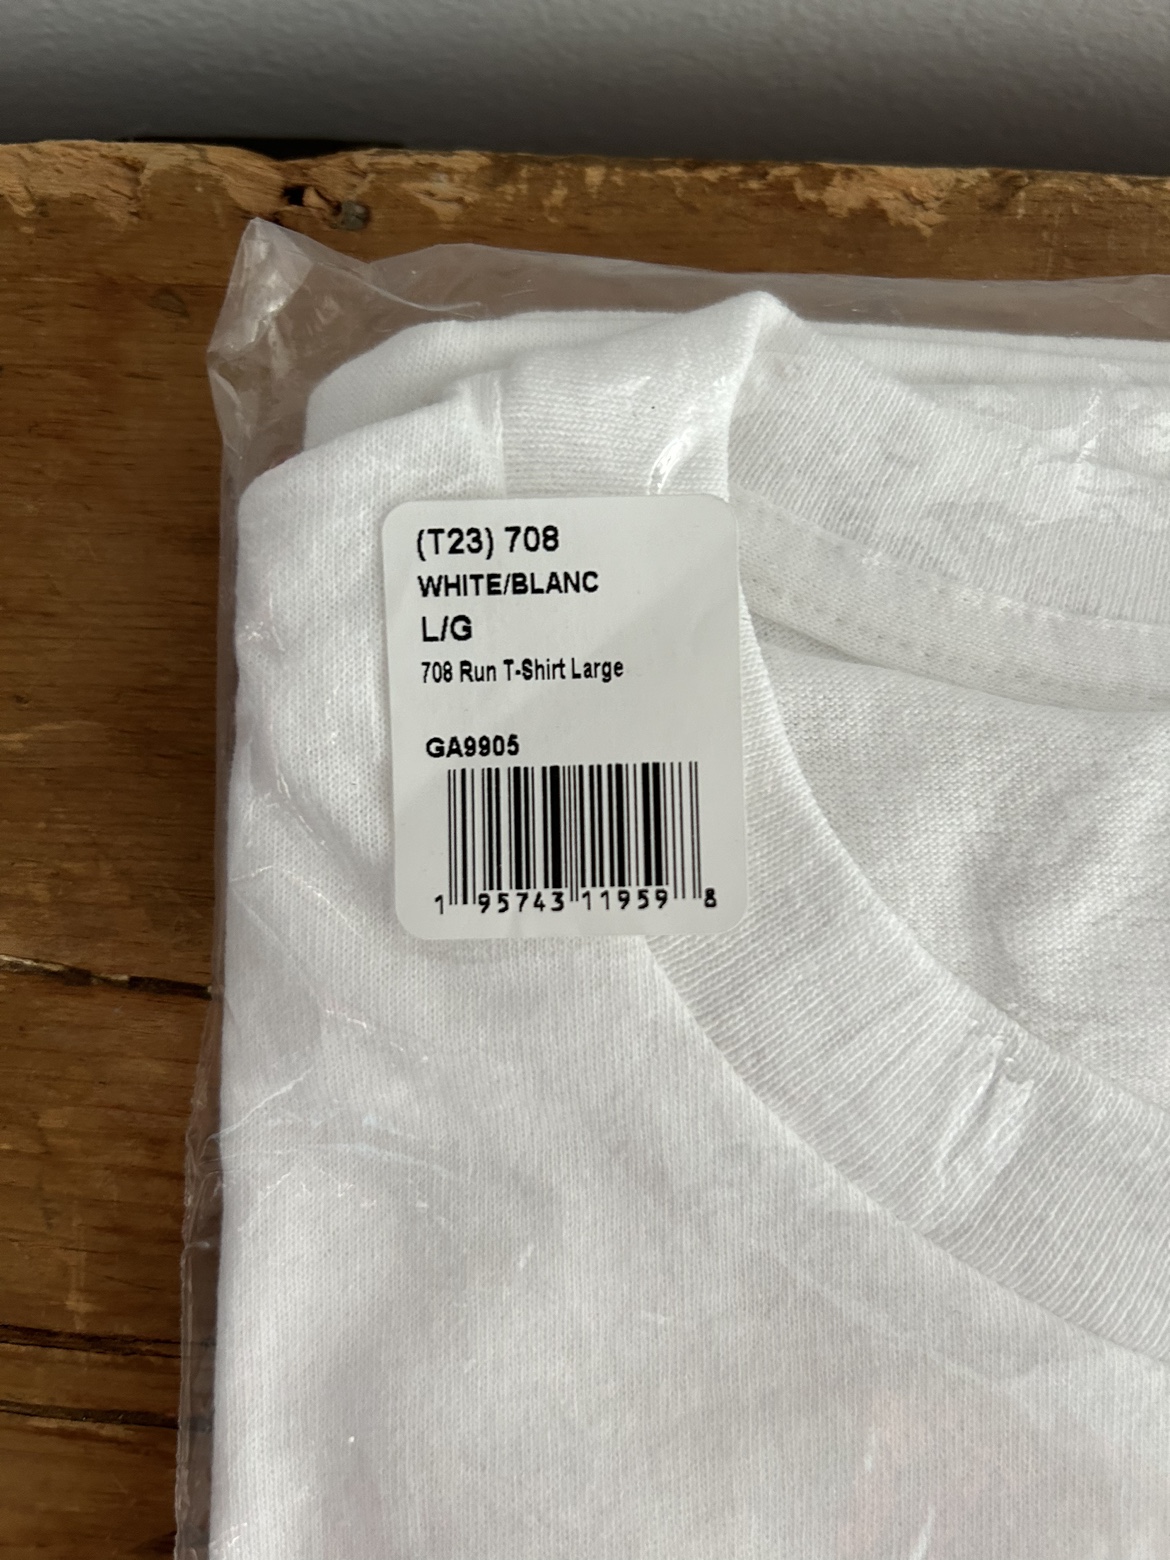 (T23) 708
WHITE/BLANC
L/G
708 Run T-Shirt Large
GA9905
1 95743 11959 8